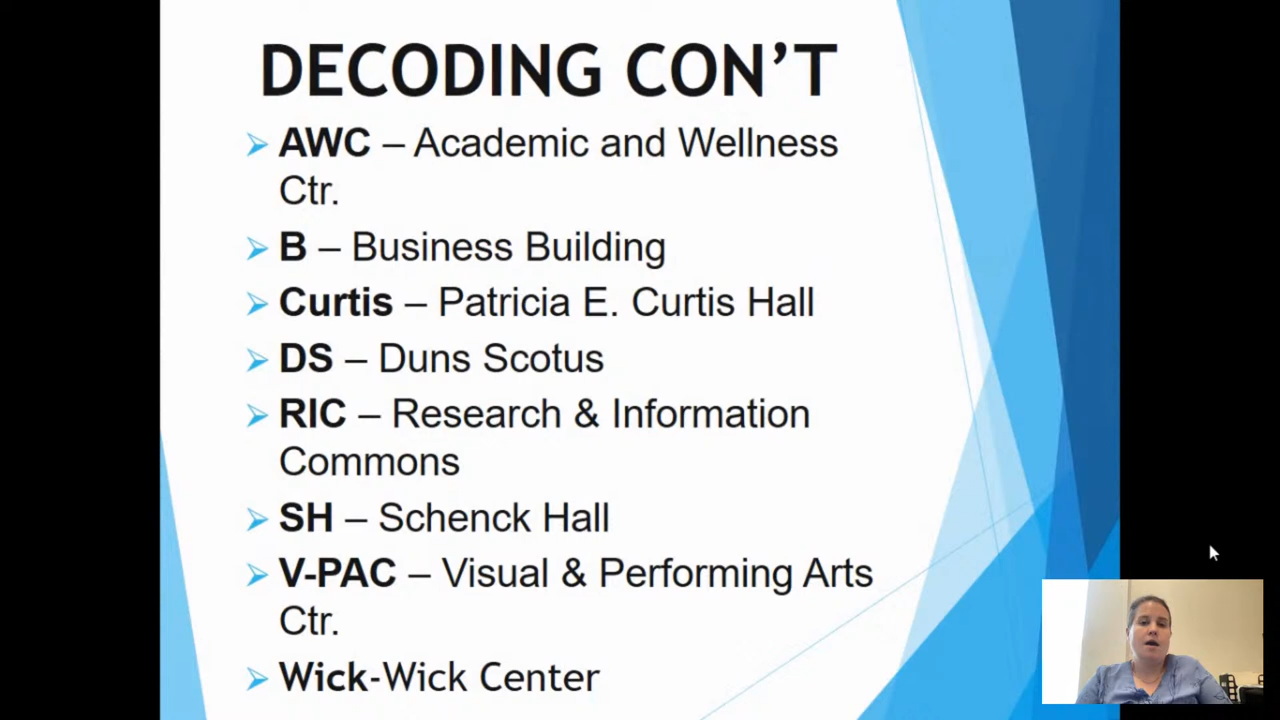 DECODING CON’T
AWC – Academic and Wellness
Ctr.
B – Business Building
Curtis – Patricia E. Curtis Hall
DS – Duns Scotus
RIC – Research & Information
Commons
SH – Schenck Hall
V-PAC – Visual & Performing Arts
Ctr.
Wick-Wick Center